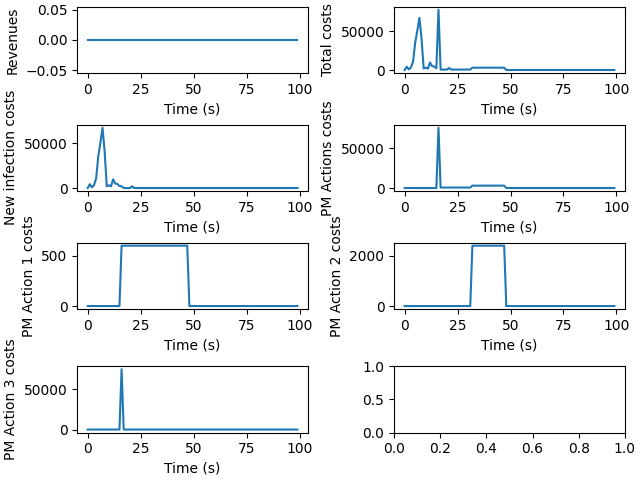 Revenues
0.05
0.00
−0.05
0 25 50 75 100
Time (s)
Total costs
50000
0
0 25 50 75 100
Time (s)
New infection costs
50000
0
0 25 50 75 100
Time (s)
PM Actions costs
50000
0
0 25 50 75 100
Time (s)
PM Action 1 costs
500
0
0 25 50 75 100
Time (s)
PM Action 2 costs
2000
0
0 25 50 75 100
Time (s)
PM Action 3 costs
50000
0
0 25 50 75 100
Time (s)
1.0
0.5
0.0
0.0 0.2 0.4 0.6 0.8 1.0